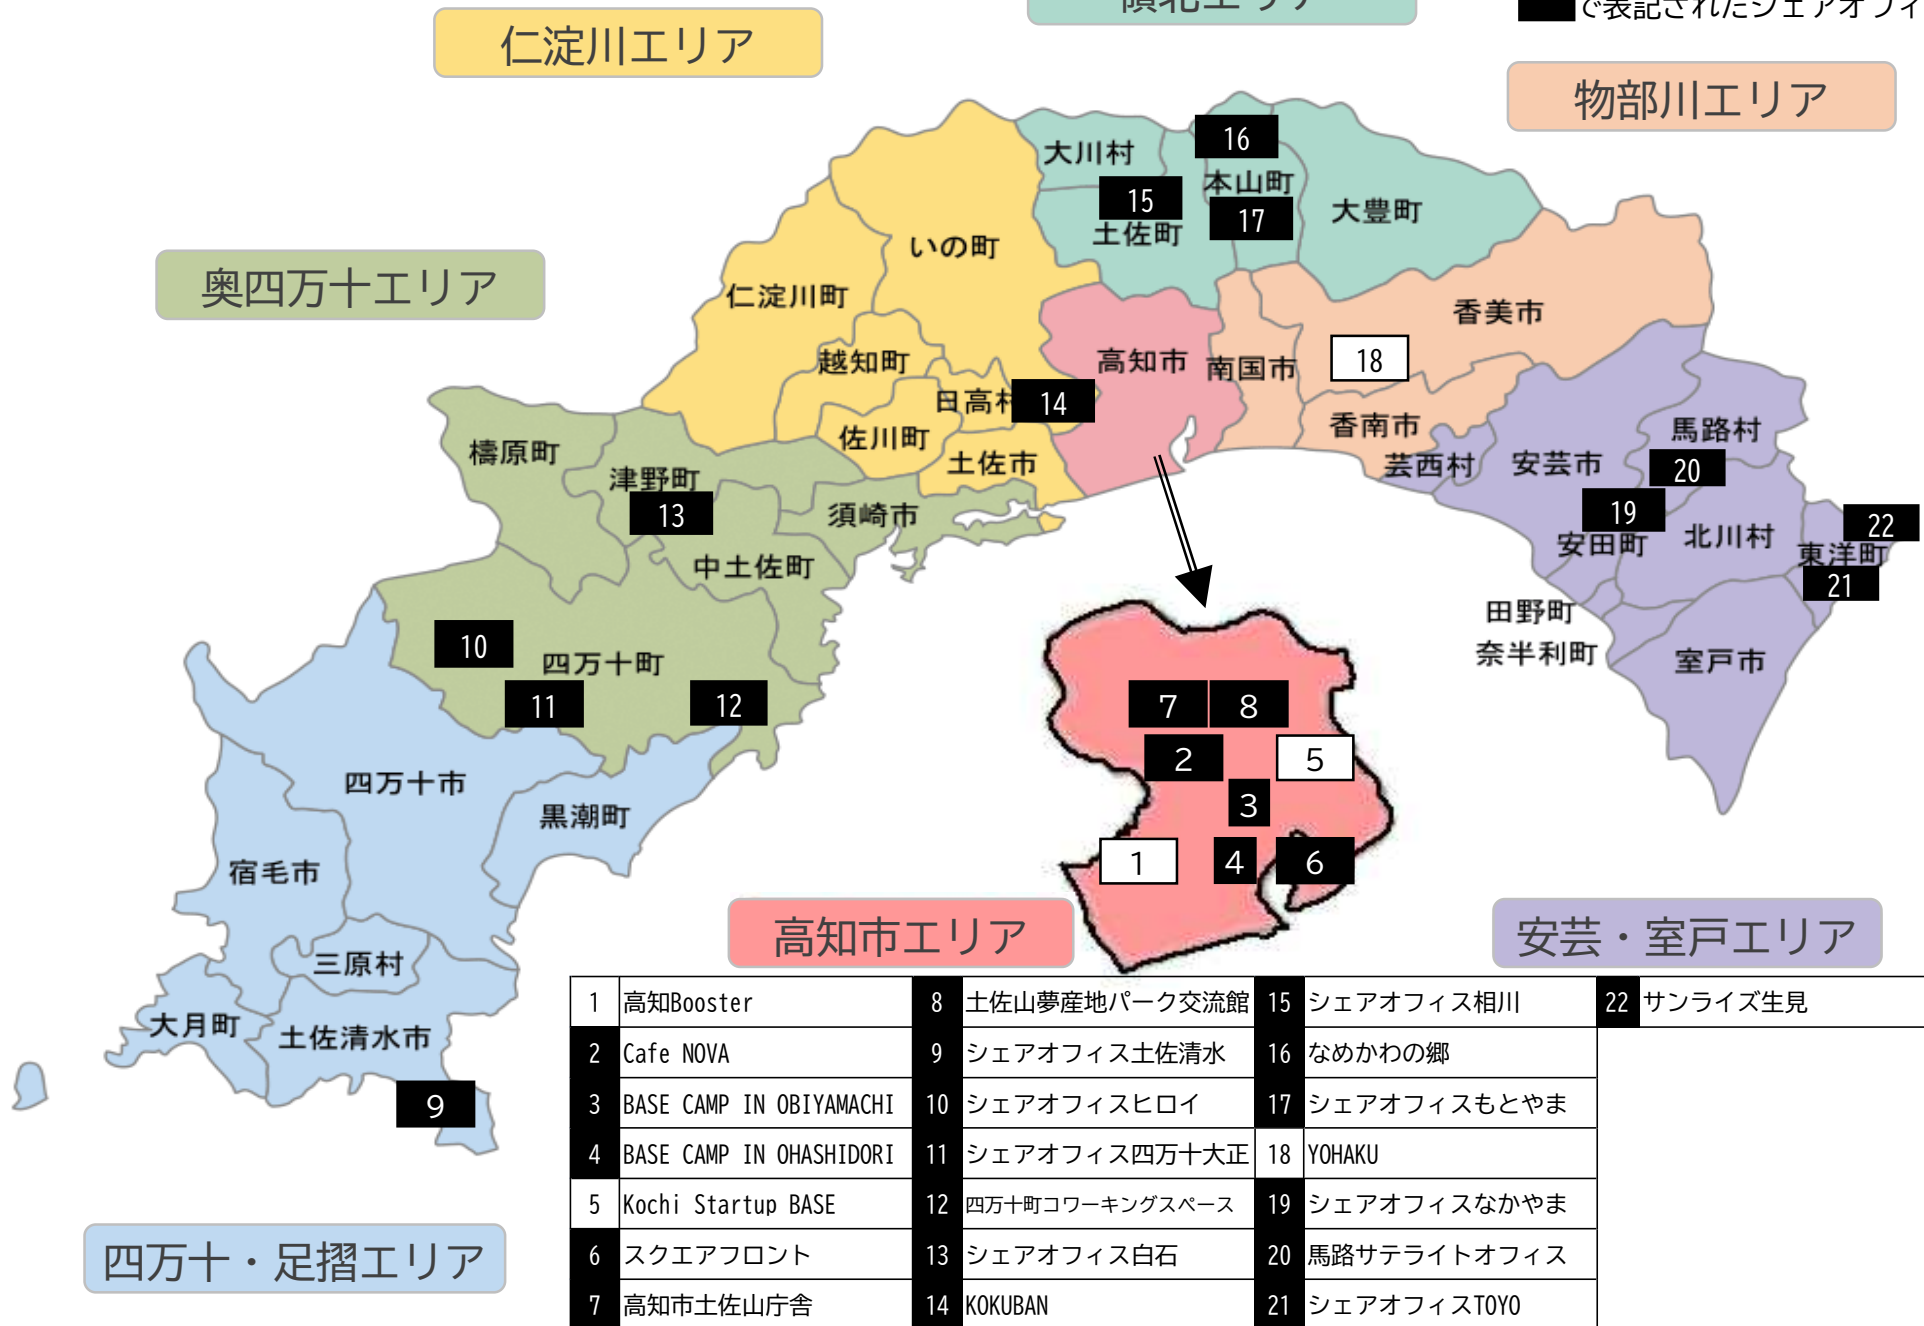 嶺北エリア
で表記されたシェアオフィ
仁淀川エリア
物部川エリア
奥四万十エリア
大川村
16
本山町
15
17
土佐町
大豊町
いの町
仁淀川町
香美市
越知町
高知市
南国市
18
日高村
14
佐川町
土佐市
香南市
芸西村
安芸市
馬路村
20
檮原町
津野町
13
須崎市
19
安田町
北川村
22
東洋町
21
中土佐町
田野町
奈半利町
室戸市
10
四万十町
11
12
7
8
2
5
3
1
4
6
四万十市
黒潮町
宿毛市
三原村
大月町
土佐清水市
9
高知市エリア
安芸・室戸エリア
四万十・足摺エリア
1 高知Booster 8 土佐山夢産地パーク交流館 15 シェアオフィス相川 22 サンライズ生見
2 Cafe NOVA 9 シェアオフィス土佐清水 16 なめかわの郷
3 BASE CAMP IN OBIYAMACHI 10 シェアオフィスヒロイ 17 シェアオフィスもとやま
4 BASE CAMP IN OHASHIDORI 11 シェアオフィス四万十大正 18 YOHAKU
5 Kochi Startup BASE 12 四万十町コワーキングスペース 19 シェアオフィスなかやま
6 スクエアフロント 13 シェアオフィス白石 20 馬路サテライトオフィス
7 高知市土佐山庁舎 14 KOKUBAN 21 シェアオフィスTOYO